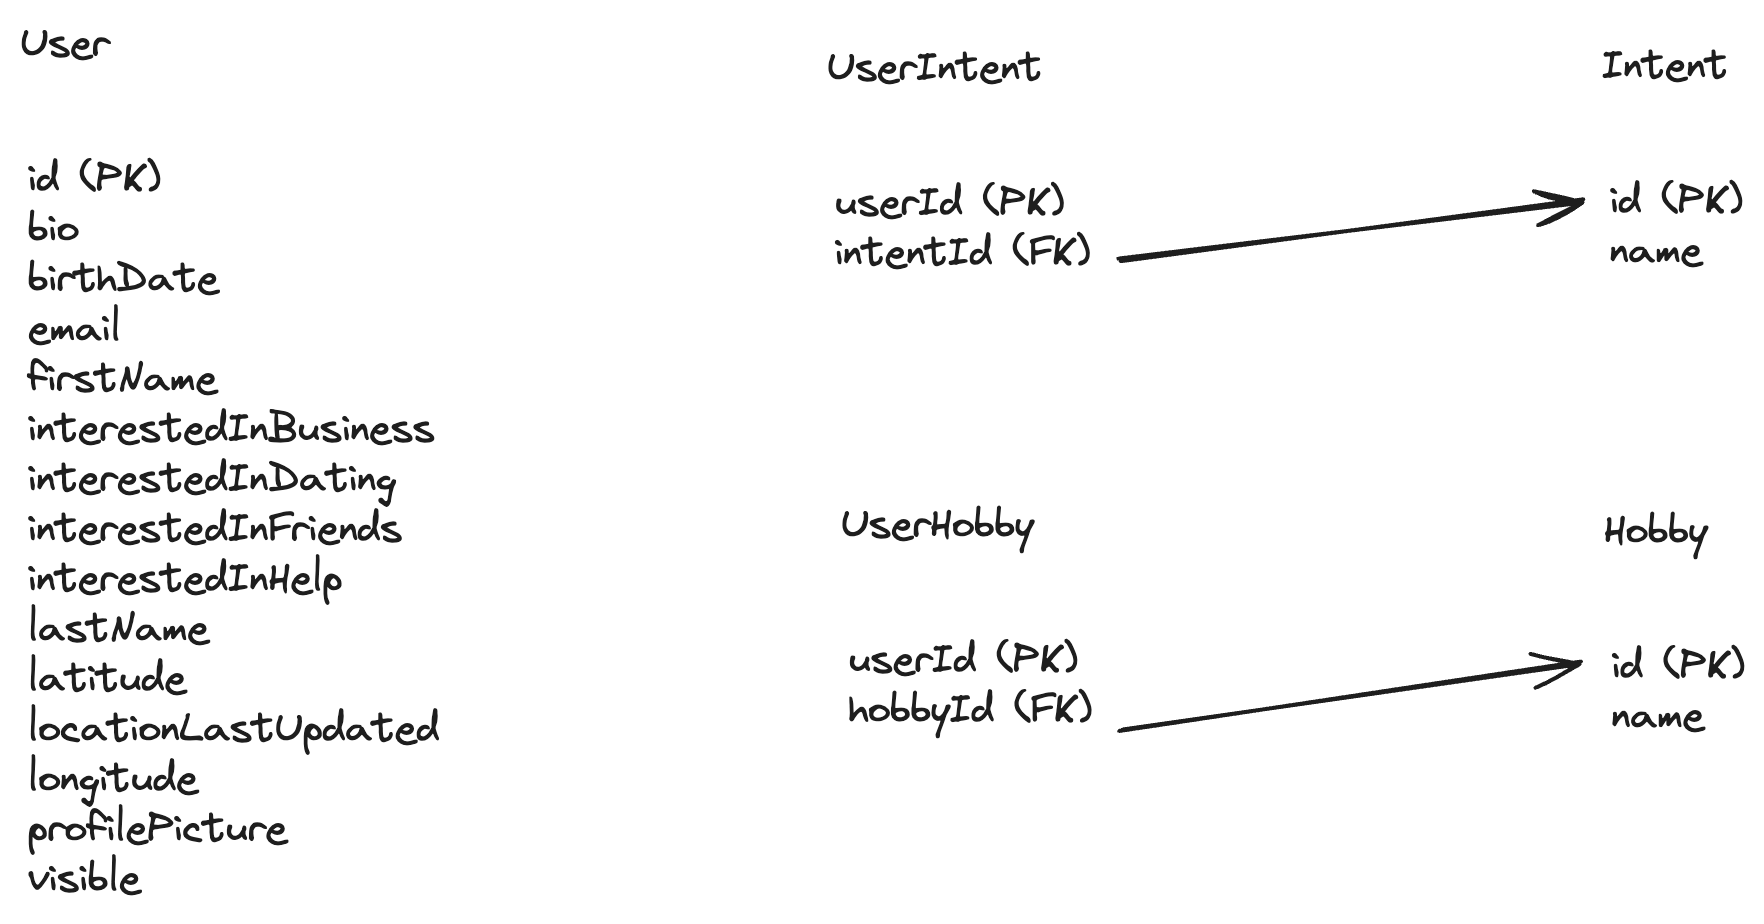 User
id (PK)
bio
birthDate
email
firstName
interestedInBusiness
interestedInDating
interestedInFriends
interestedInHelp
lastName
latitude
locationLastUpdated
longitude
profilePicture
visible
UserIntent
userId (PK)
intentId (FK)
Intent
id (PK)
name
UserHobby
userId (PK)
hobbyId (FK)
Hobby
id (PK)
name